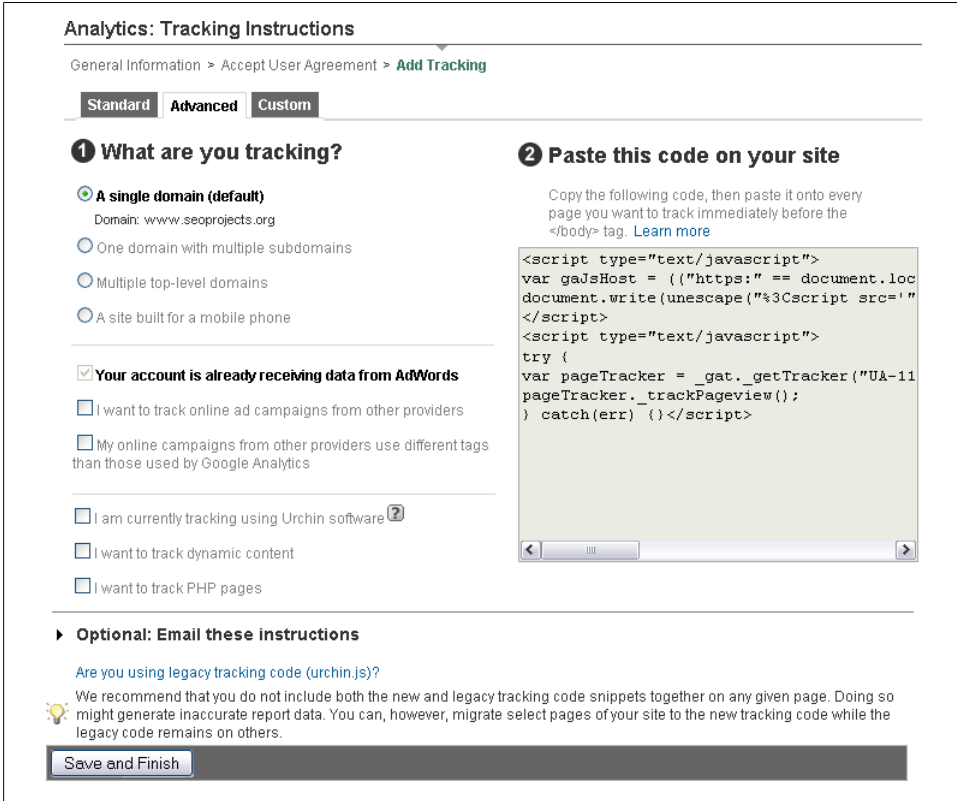 Analytics: Tracking Instructions
General Information > Accept User Agreement > Add Tracking
Standard Advanced Custom
1 What are you tracking?
A single domain (default)
Domain: www.seoprojects.org
One domain with multiple subdomains
Multiple top-level domains
A site built for a mobile phone
Your account is already receiving data from AdWords
I want to track online ad campaigns from other providers
My online campaigns from other providers use different tags
than those used by Google Analytics
I am currently tracking using Urchin software ?
I want to track dynamic content
I want to track PHP pages
2 Paste this code on your site
Copy the following code, then paste it onto every
page you want to track immediately before the
</body> tag. Learn more
<script type="text/javascript">
var gaJsHost = (("https:" == document.loc
document.write(unescape("%3Cscript src='"
</script>
<script type="text/javascript">
try {
var pageTracker = _gat._getTracker("UA-11
pageTracker._trackPageview();
} catch(err) {}</script>
Optional: Email these instructions
Are you using legacy tracking code (urchin.js)?
We recommend that you do not include both the new and legacy tracking code snippets together on any given page. Doing so
might generate inaccurate report data. You can, however, migrate select pages of your site to the new tracking code while the
legacy code remains on others.
Save and Finish